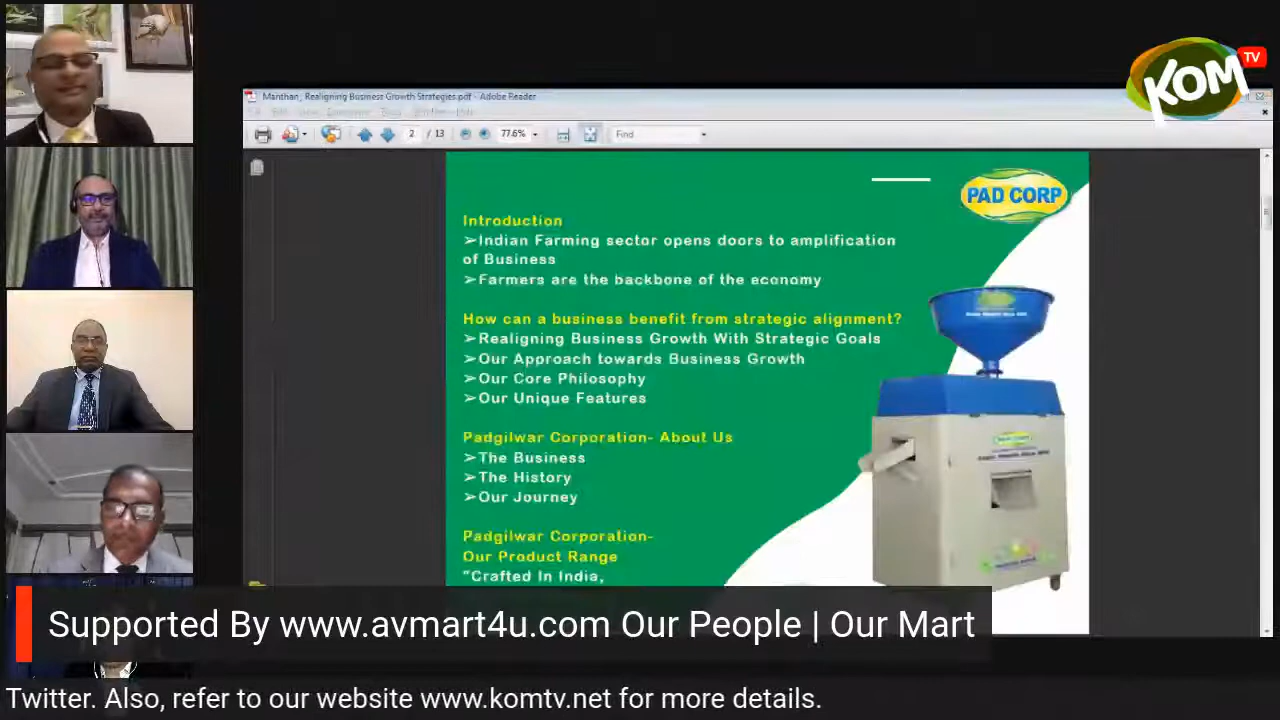 KOM TV
Manthan_ Realigning Business Growth Strategies.pdf - Adobe Reader
2 / 13
77.6%
Find
PAD CORP
Introduction
➢Indian Farming sector opens doors to amplification
of Business
➢Farmers are the backbone of the economy
How can a business benefit from strategic alignment?
➢Realigning Business Growth With Strategic Goals
➢Our Approach towards Business Growth
➢Our Core Philosophy
➢Our Unique Features
Padgilwar Corporation- About Us
➢The Business
➢The History
➢Our Journey
Padgilwar Corporation-
Our Product Range
“Crafted In India,
Supported By www.avmart4u.com Our People | Our Mart
Twitter. Also, refer to our website www.komtv.net for more details.